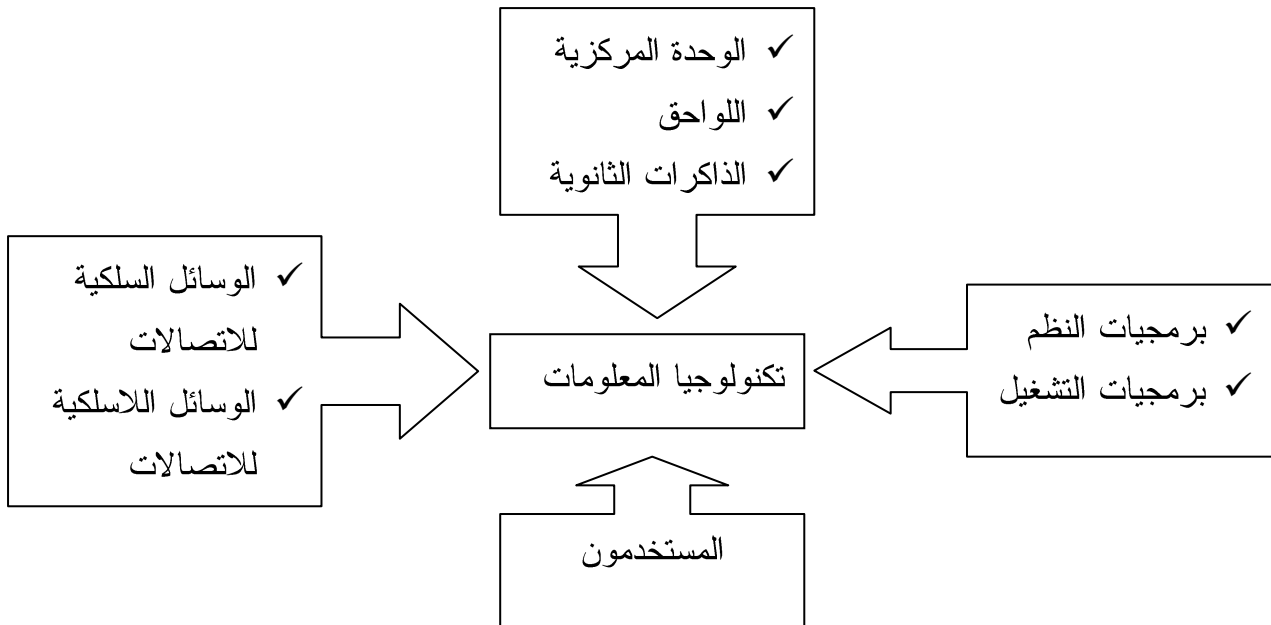 ✓ الوحدة المركزية
✓ اللواحق
✓ الذاكرات الثانوية
✓ برمجيات النظم
✓ برمجيات التشغيل
تكنولوجيا المعلومات
✓ الوسائل السلكية
للاتصالات
✓ الوسائل اللاسلكية
للاتصالات
المستخدمون